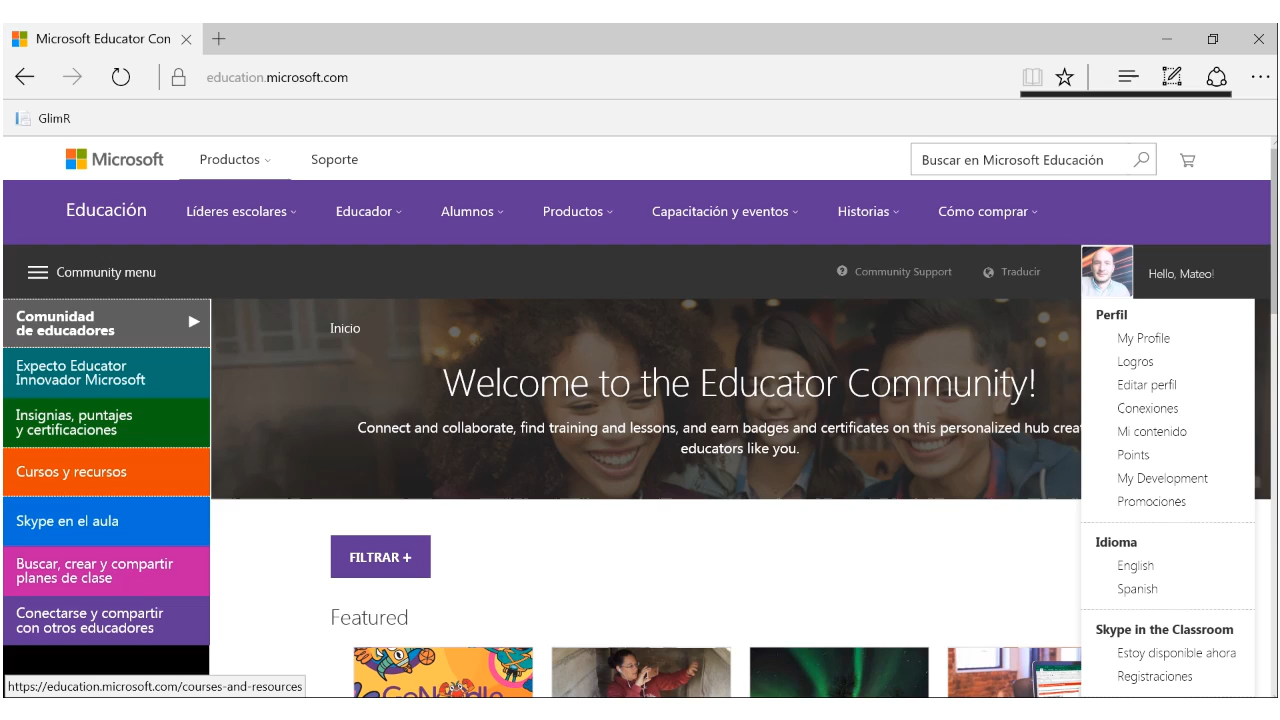 Microsoft Educator Con
education.microsoft.com
GlimR
Microsoft
Productos
Soporte
Buscar en Microsoft Educación
Educación
Líderes escolares
Educador
Alumnos
Productos
Capacitación y eventos
Historias
Cómo comprar
Community menu
Community Support
Traducir
Hello, Mateo!
Comunidad
de educadores
Expecto Educator
Innovador Microsoft
Insignias, puntajes
y certificaciones
Cursos y recursos
Skype en el aula
Buscar, crear y compartir
planes de clase
Conectarse y compartir
con otros educadores
https://education.microsoft.com/courses-and-resources
Inicio
Welcome to the Educator Community!
Connect and collaborate, find training and lessons, and earn badges and certificates on this personalized hub crea
educators like you.
FILTRAR +
Featured
GoNoodle
Perfil
My Profile
Logros
Editar perfil
Conexiones
Mi contenido
Points
My Development
Promociones
Idioma
English
Spanish
Skype in the Classroom
Estoy disponible ahora
Registraciones